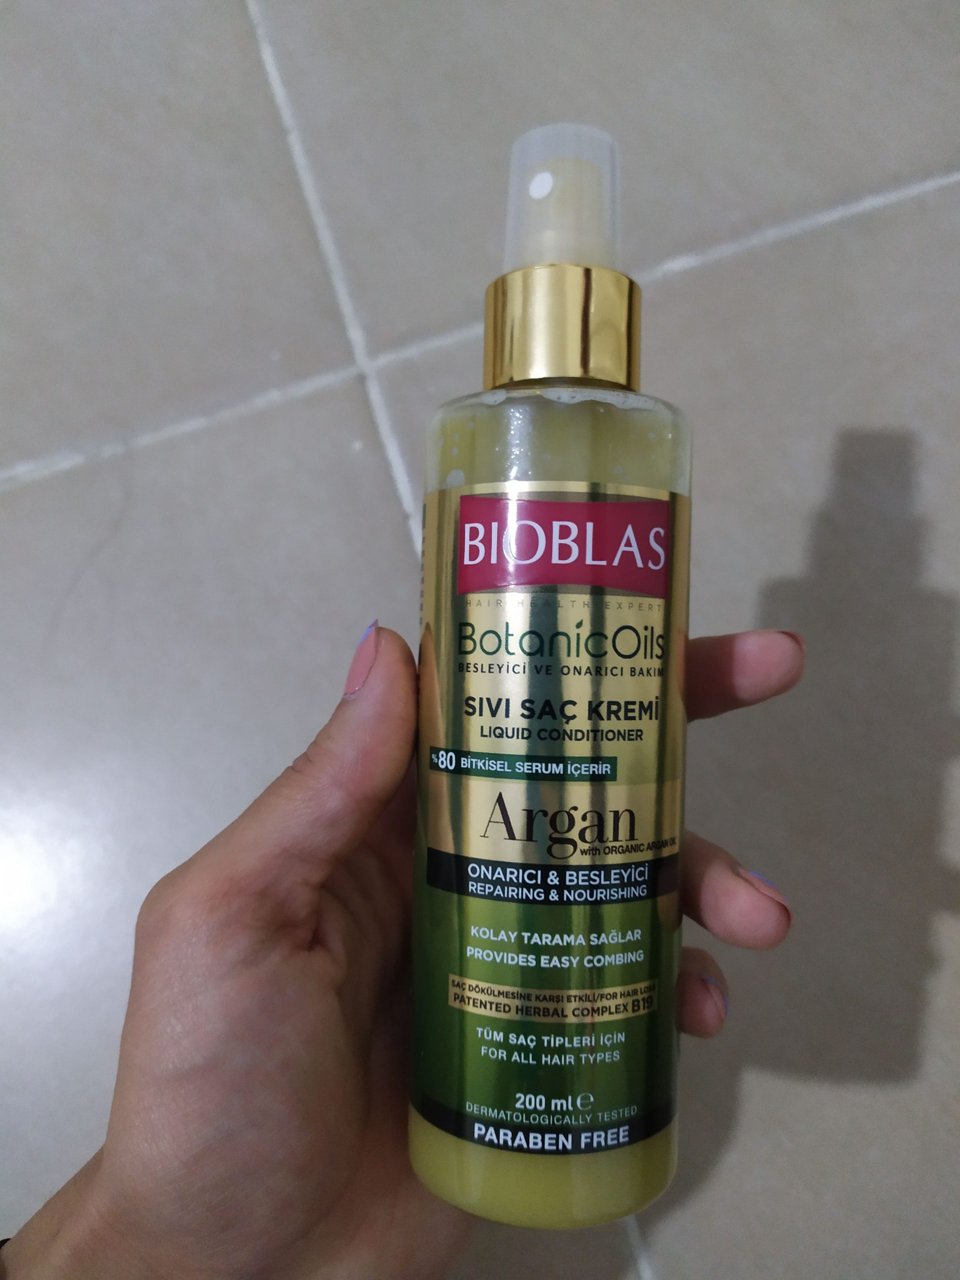 BIOBLAS
HAIR HEALTH EXPERT
BotanicOils
BESLEYİCİ VE ONARICI BAKIM
SIVI SAÇ KREMİ
LIQUID CONDITIONER
%80 BİTKİSEL SERUM İÇERİR
Argan
with ORGANIC ARGAN OIL
ONARICI & BESLEYİCİ
REPAIRING & NOURISHING
KOLAY TARAMA SAĞLAR
PROVIDES EASY COMBING
SAÇ DÖKÜLMESİNE KARŞI ETKİLİ/FOR HAIR LOSS
PATENTED HERBAL COMPLEX B19
TÜM SAÇ TİPLERİ İÇİN
FOR ALL HAIR TYPES
200 ml ℮
DERMATOLOGICALLY TESTED
PARABEN FREE